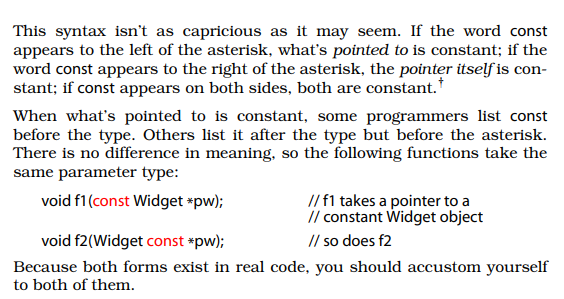 This syntax isn’t as capricious as it may seem. If the word const
appears to the left of the asterisk, what’s pointed to is constant; if the
word const appears to the right of the asterisk, the pointer itself is con-
stant; if const appears on both sides, both are constant.†
When what’s pointed to is constant, some programmers list const
before the type. Others list it after the type but before the asterisk.
There is no difference in meaning, so the following functions take the
same parameter type:
void f1(const Widget *pw); // f1 takes a pointer to a
// constant Widget object
void f2(Widget const *pw); // so does f2
Because both forms exist in real code, you should accustom yourself
to both of them.